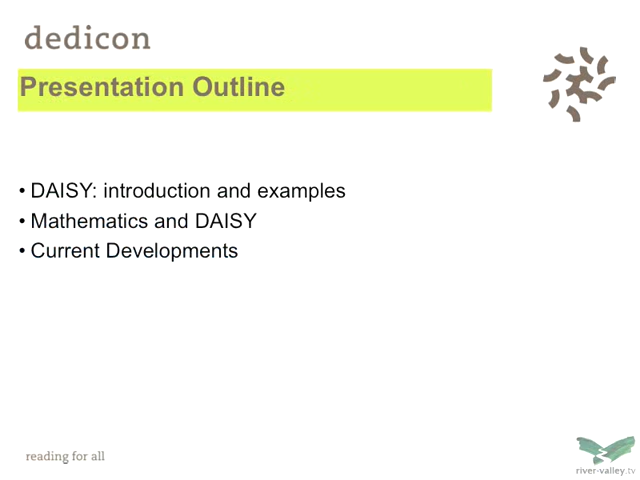 dedicon
Presentation Outline
• DAISY: introduction and examples
• Mathematics and DAISY
• Current Developments
reading for all
river-valley.tv